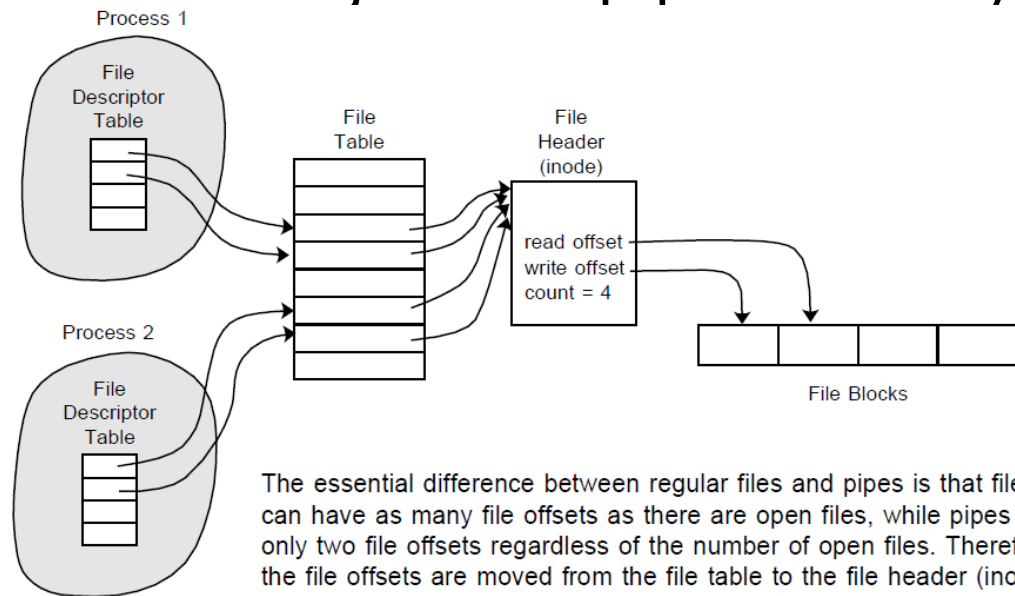 Process 1
File
Descriptor
Table
File
Table
File
Header
(inode)
read offset
write offset
count = 4
Process 2
File
Descriptor
Table
File Blocks
The essential difference between regular files and pipes is that file
can have as many file offsets as there are open files, while pipes
only two file offsets regardless of the number of open files. Theref
the file offsets are moved from the file table to the file header (ino